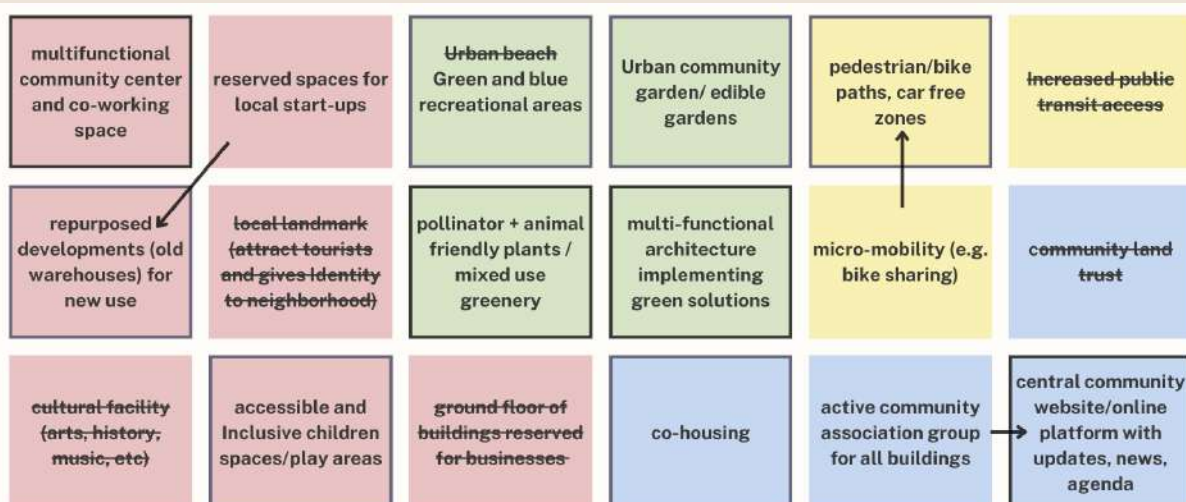 multifunctional
community center
and co-working
space
reserved spaces for
local start-ups
Urban beach
Green and blue
recreational areas
Urban community
garden/ edible
gardens
pedestrian/bike
paths, car free
zones
Increased public
transit access
repurposed
developments (old
warehouses) for
new use
local landmark
(attract tourists
and gives Identity
to neighborhood)
pollinator + animal
friendly plants /
mixed use
greenery
multi-functional
architecture
implementing
green solutions
micro-mobility (e.g.
bike sharing)
community land
trust
cultural facility
(arts, history,
music, etc)
accessible and
Inclusive children
spaces/play areas
ground floor of
buildings reserved
for businesses
co-housing
active community
association group
for all buildings
central community
website/online
platform with
updates, news,
agenda